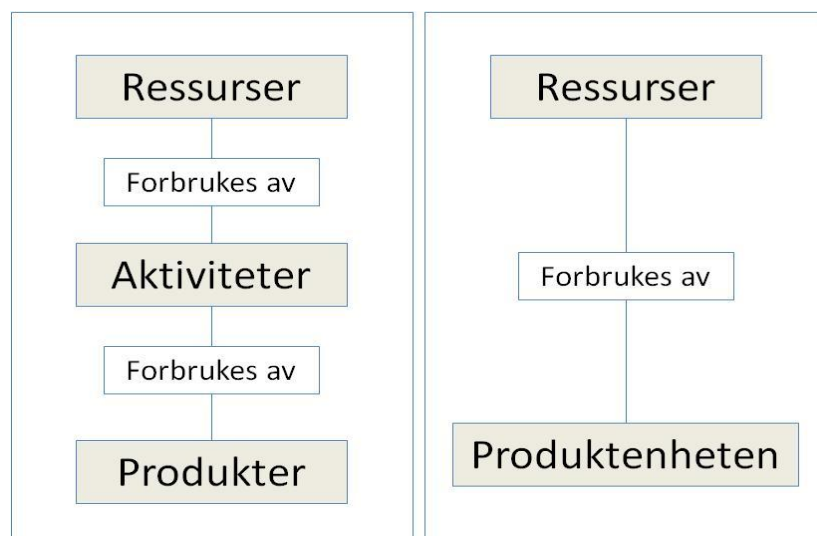 Ressurser
Forbrukes av
Aktiviteter
Forbrukes av
Produkter
Ressurser
Forbrukes av
Produktenheten